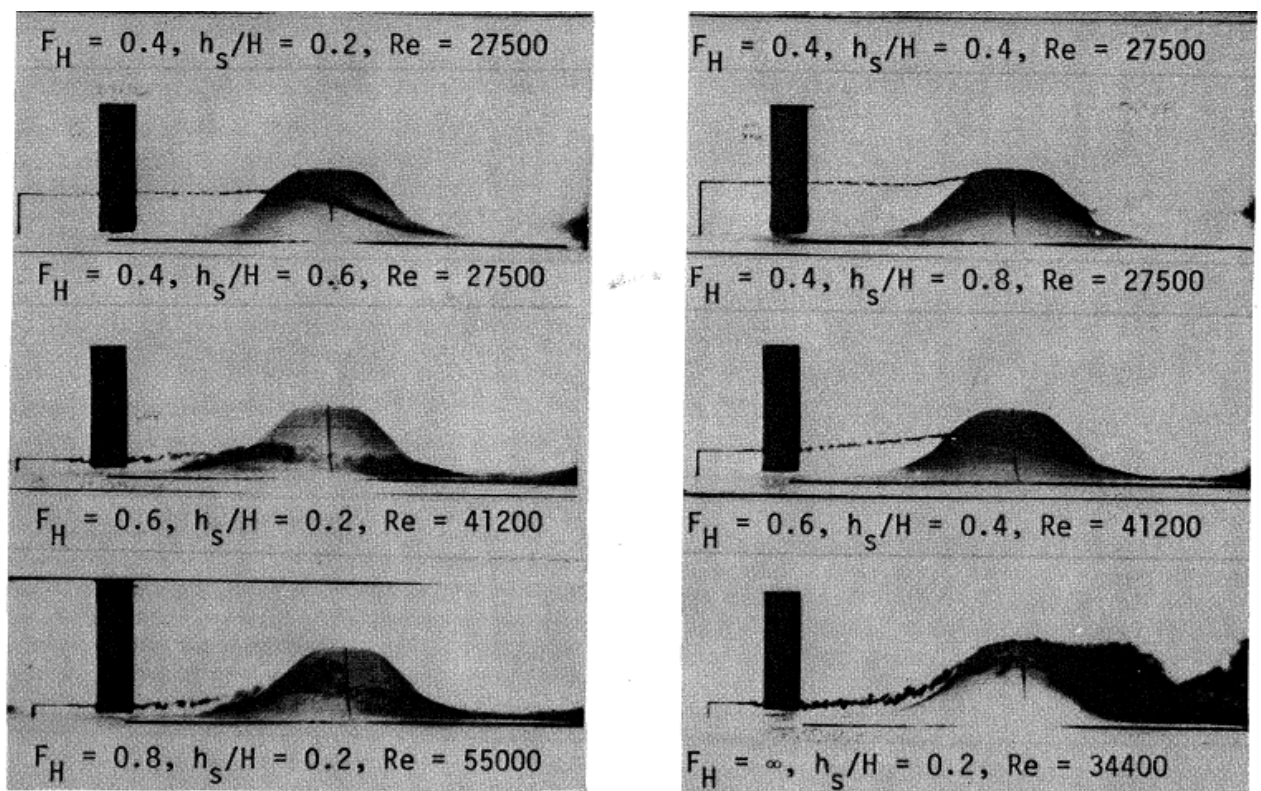 F_H = 0.4, h_s/H = 0.2, Re = 27500
F_H = 0.4, h_s/H = 0.4, Re = 27500
F_H = 0.4, h_s/H = 0.6, Re = 27500
F_H = 0.4, h_s/H = 0.8, Re = 27500
F_H = 0.6, h_s/H = 0.2, Re = 41200
F_H = 0.6, h_s/H = 0.4, Re = 41200
F_H = 0.8, h_s/H = 0.2, Re = 55000
F_H = ∞, h_s/H = 0.2, Re = 34400